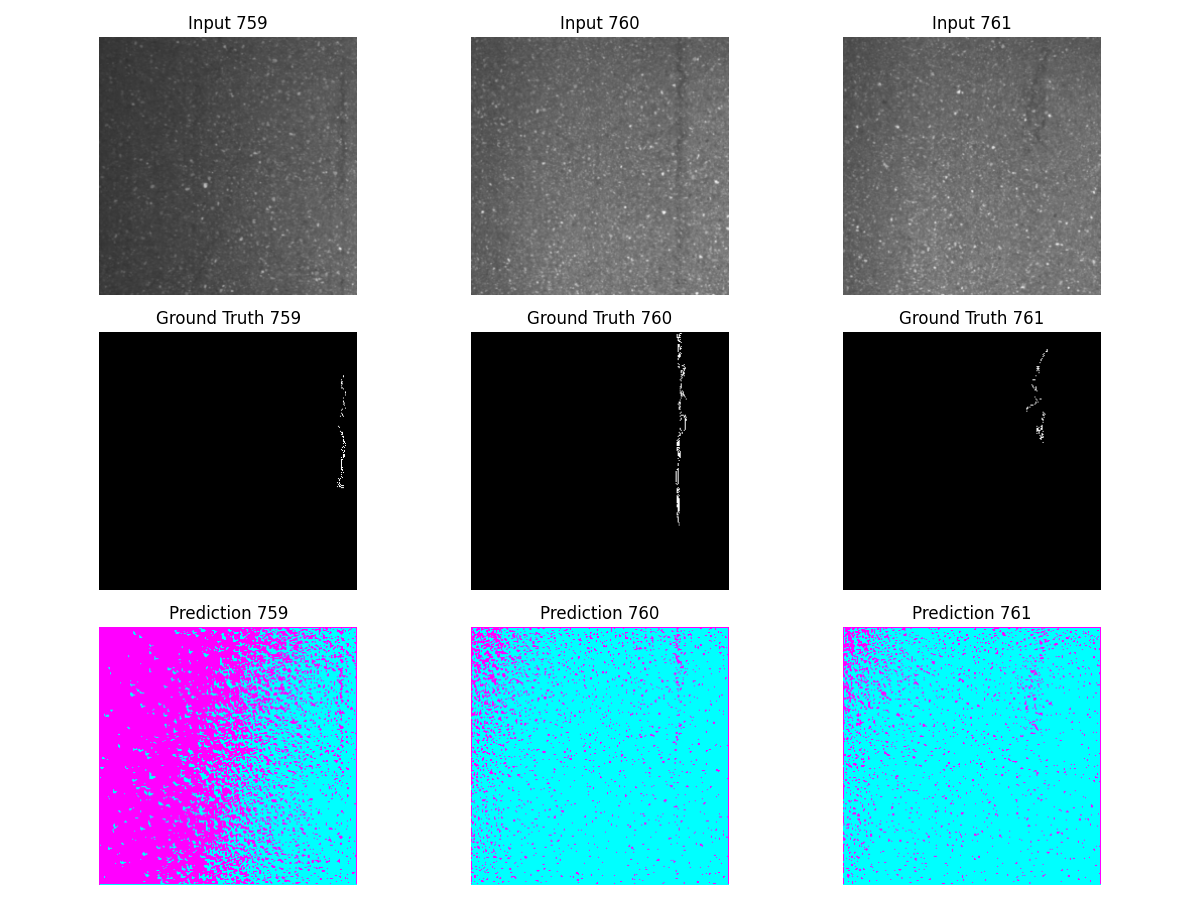 Input 759
Input 760
Input 761
Ground Truth 759
Ground Truth 760
Ground Truth 761
Prediction 759
Prediction 760
Prediction 761